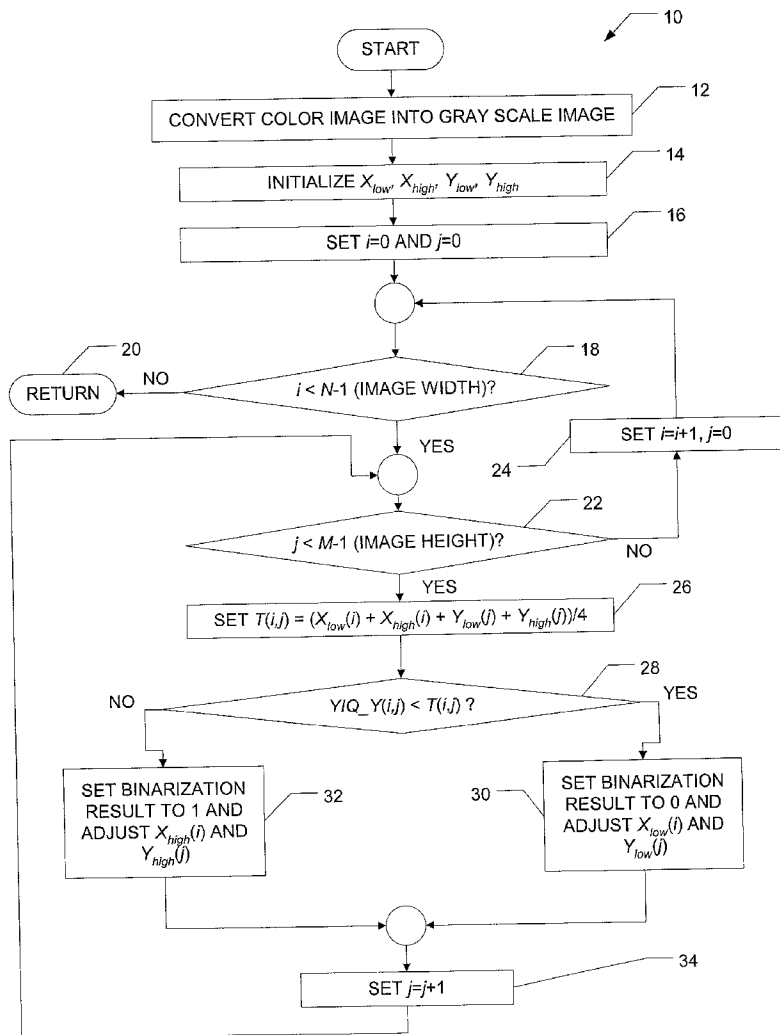 10
START
12
CONVERT COLOR IMAGE INTO GRAY SCALE IMAGE
14
INITIALIZE X_low, X_high, Y_low, Y_high
16
SET i=0 AND j=0
20
18
RETURN
NO
i < N-1 (IMAGE WIDTH)?
YES
24
SET i=i+1, j=0
22
j < M-1 (IMAGE HEIGHT)?
NO
YES
26
SET T(i,j) = (X_low(i) + X_high(i) + Y_low(j) + Y_high(j))/4
28
NO
YIQ_Y(i,j) < T(i,j) ?
YES
SET BINARIZATION
RESULT TO 1 AND
ADJUST X_high(i) AND
Y_high(j)
32
30
SET BINARIZATION
RESULT TO 0 AND
ADJUST X_low(i) AND
Y_low(j)
34
SET j=j+1